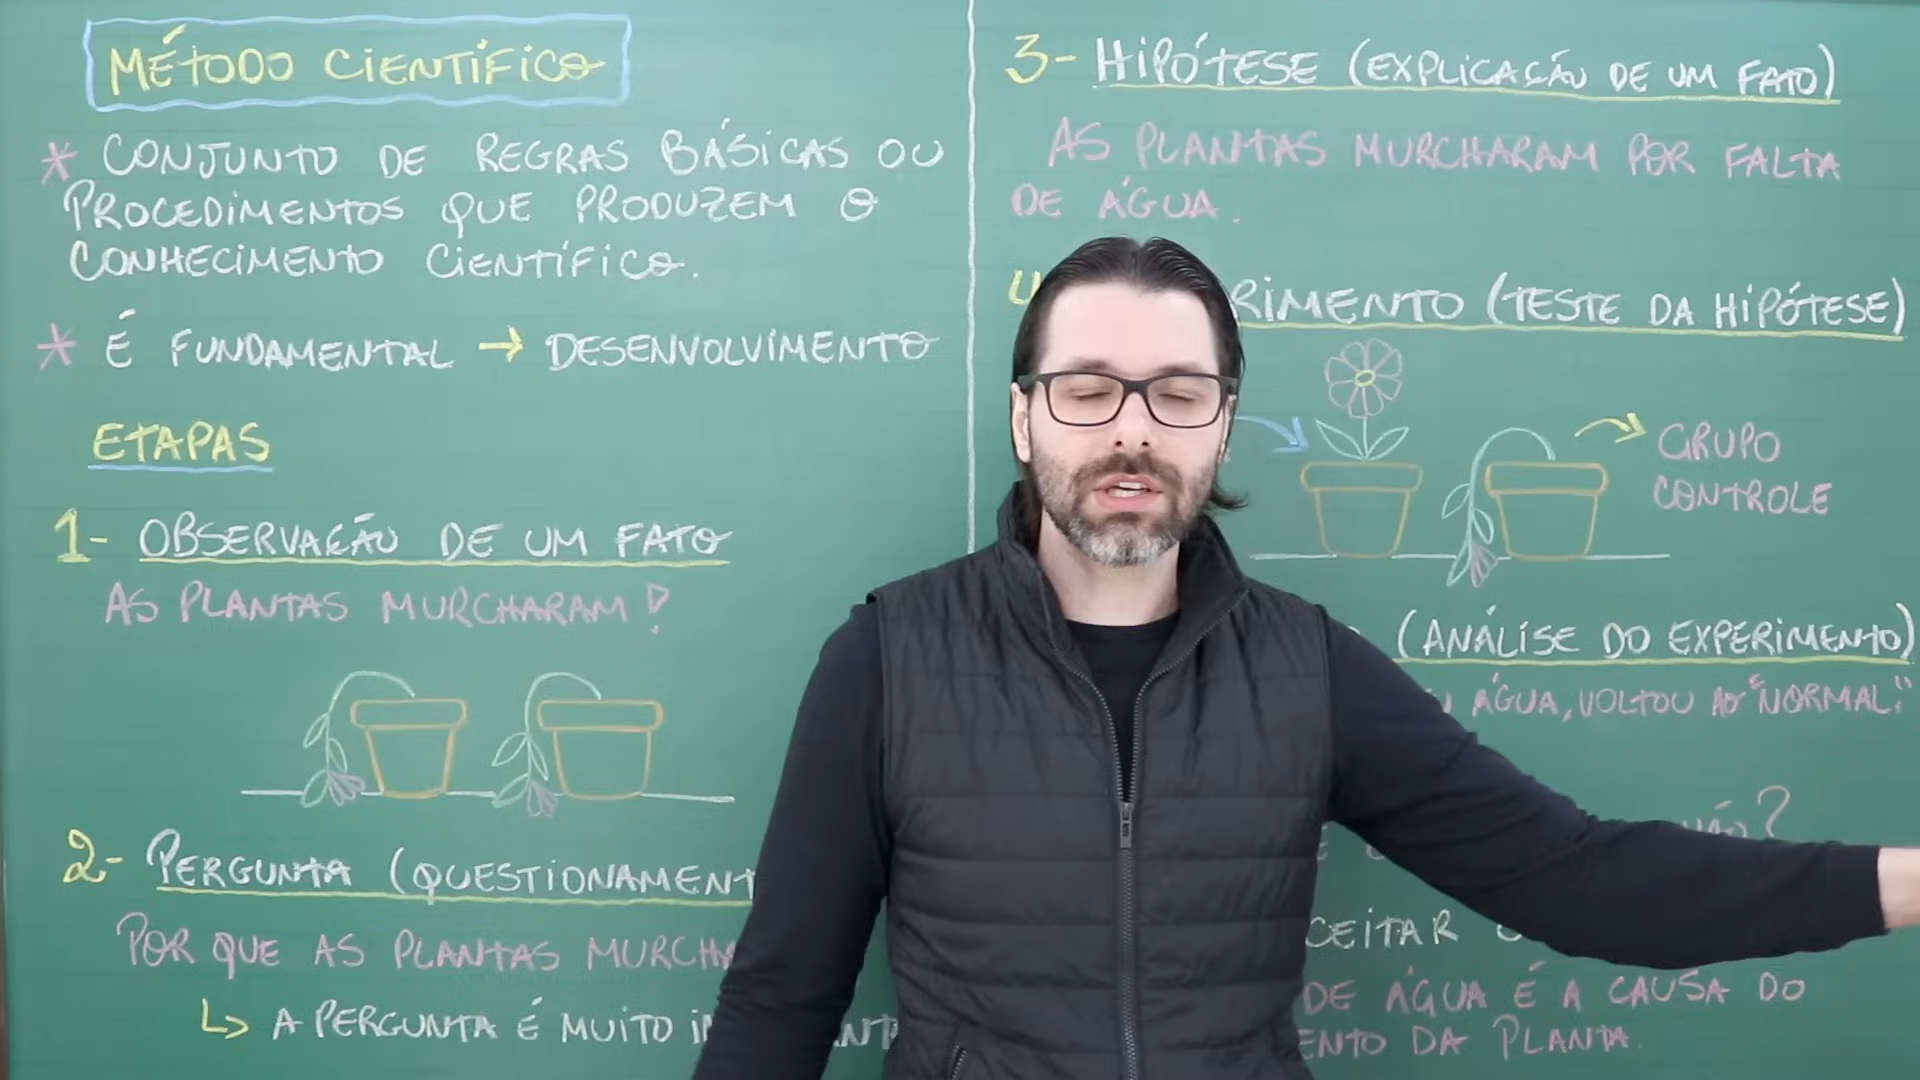 MÉTODO CIENTÍFICO
* CONJUNTO DE REGRAS BÁSICAS OU
PROCEDIMENTOS QUE PRODUZEM O
CONHECIMENTO CIENTÍFICO.
* É FUNDAMENTAL → DESENVOLVIMENTO
ETAPAS
1- OBSERVAÇÃO DE UM FATO
AS PLANTAS MURCHARAM!
2- PERGUNTA (QUESTIONAMENT
POR QUE AS PLANTAS MURCHA
↳ A PERGUNTA É MUITO
3- HIPÓTESE (EXPLICAÇÃO DE UM FATO)
AS PLANTAS MURCHARAM POR FALTA
DE ÁGUA.
RIMENTO (TESTE DA HIPÓTESE)
GRUPO
CONTROLE
(ANÁLISE DO EXPERIMENTO)
ÁGUA, VOLTOU AO "NORMAL".
NÃO?
CEITAR
DE ÁGUA É A CAUSA DO
ENTO DA PLANTA.